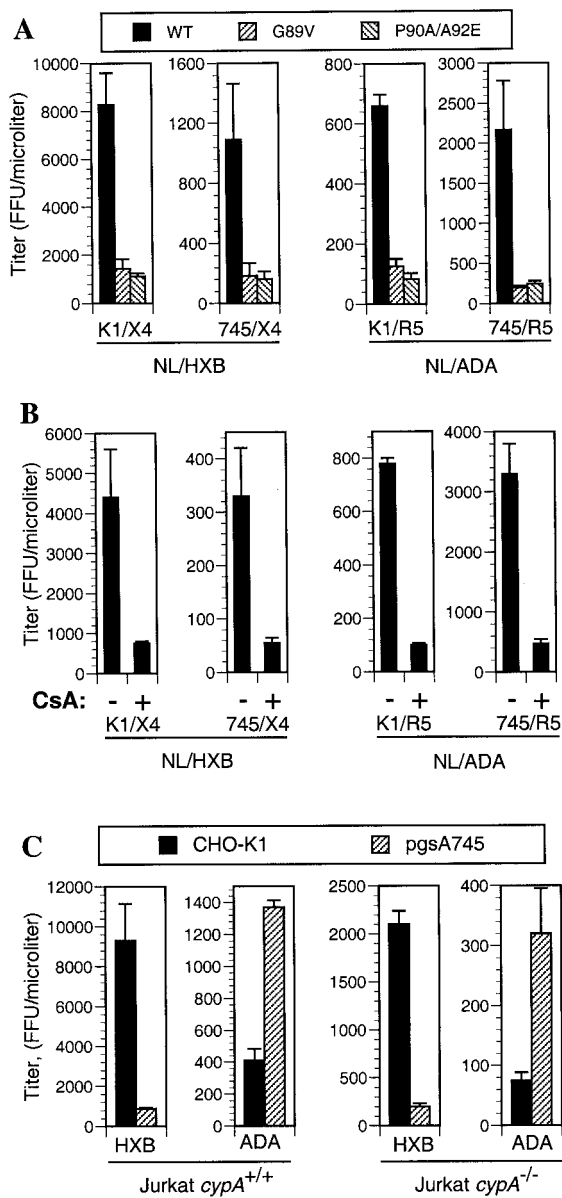 A
WT G89V P90A/A92E
Titer (FFU/microliter)
10000 8000 6000 4000 2000 0
1600 1200 800 400 0
800 600 400 200 0
3000 2500 2000 1500 1000 500 0
K1/X4 745/X4 K1/R5 745/R5
NL/HXB NL/ADA
B
Titer (FFU/microliter)
6000 5000 4000 3000 2000 1000 0
400 300 200 100 0
800 600 400 200 0
4000 3000 2000 1000 0
CsA: - + - + - + - +
K1/X4 745/X4 K1/R5 745/R5
NL/HXB NL/ADA
C
CHO-K1 pgsA745
Titer, (FFU/microliter)
12000 10000 8000 6000 4000 2000 0
1400 1200 1000 800 600 400 200 0
2500 2000 1500 1000 500 0
400 300 200 100 0
HXB ADA HXB ADA
Jurkat cypA+/+ Jurkat cypA-/-